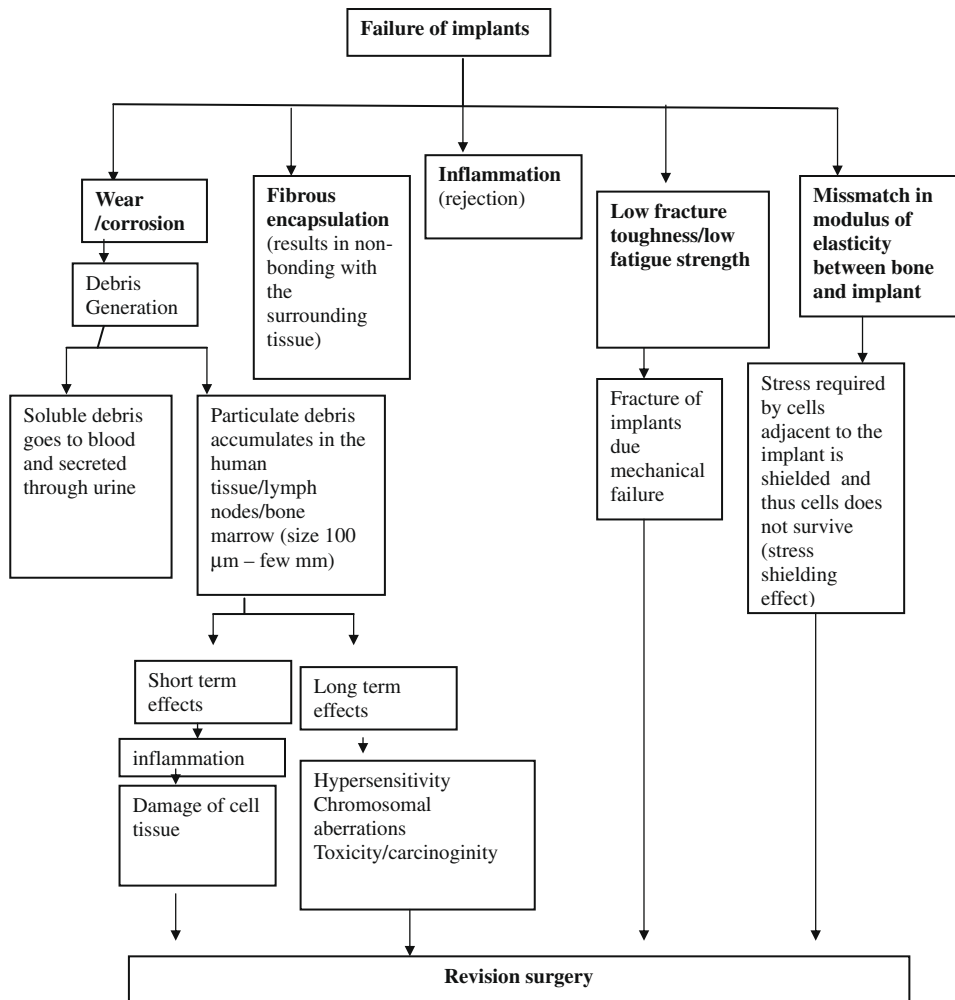 Failure of implants
Wear
/corrosion
Fibrous
encapsulation
(results in non-
bonding with
the
surrounding
tissue)
Inflammation
(rejection)
Low fracture
toughness/low
fatigue strength
Missmatch in
modulus of
elasticity
between bone
and implant
Debris
Generation
Soluble debris
goes to blood
and secreted
through urine
Particulate debris
accumulates in the
human
tissue/lymph
nodes/bone
marrow (size 100
μm – few mm)
Fracture of
implants
due
mechanical
failure
Stress required
by cells
adjacent to the
implant is
shielded and
thus cells does
not survive
(stress
shielding
effect)
Short term
effects
Long term
effects
inflammation
Damage of cell
tissue
Hypersensitivity
Chromosomal
aberrations
Toxicity/carcinoginity
Revision surgery